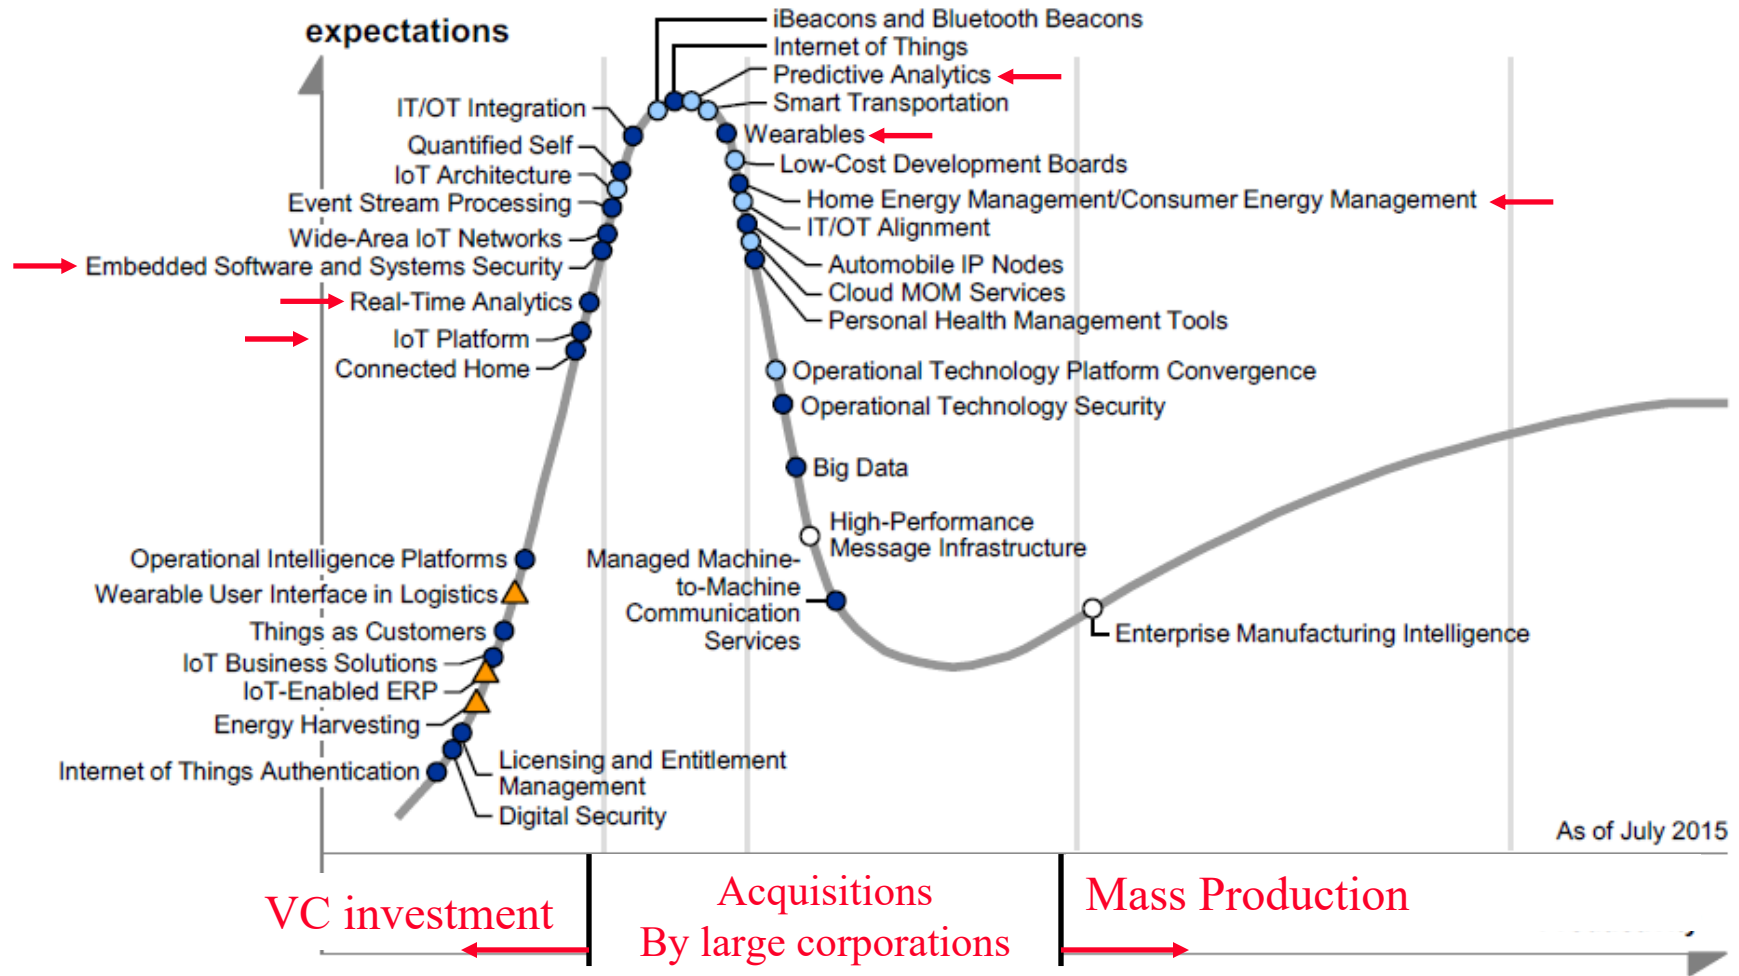 expectations
iBeacons and Bluetooth Beacons
Internet of Things
Predictive Analytics
Smart Transportation
Wearables
Low-Cost Development Boards
Home Energy Management/Consumer Energy Management
IT/OT Alignment
Automobile IP Nodes
Cloud MOM Services
Personal Health Management Tools
Operational Technology Platform Convergence
Operational Technology Security
Big Data
High-Performance
Message Infrastructure
Managed Machine-
to-Machine
Communication
Services
Enterprise Manufacturing Intelligence
IT/OT Integration
Quantified Self
IoT Architecture
Event Stream Processing
Wide-Area IoT Networks
Embedded Software and Systems Security
Real-Time Analytics
IoT Platform
Connected Home
Operational Intelligence Platforms
Wearable User Interface in Logistics
Things as Customers
IoT Business Solutions
IoT-Enabled ERP
Energy Harvesting
Licensing and Entitlement
Management
Internet of Things Authentication
Digital Security
As of July 2015
VC investment
Acquisitions
By large corporations
Mass Production